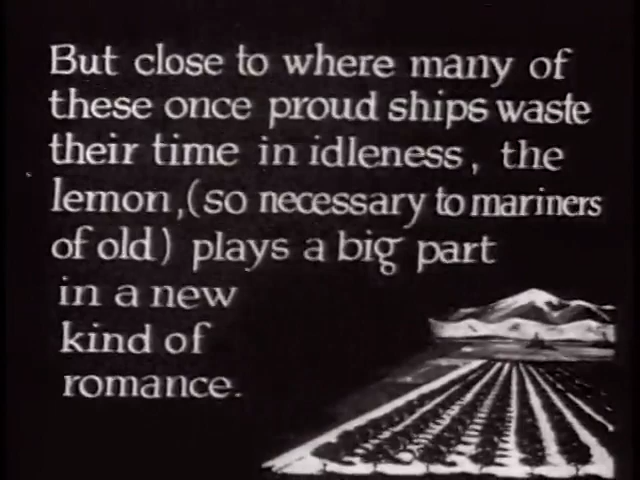 But close to where many of
these once proud ships waste
their time in idleness, the
lemon, (so necessary to mariners
of old) plays a big part
in a new
kind of
romance.